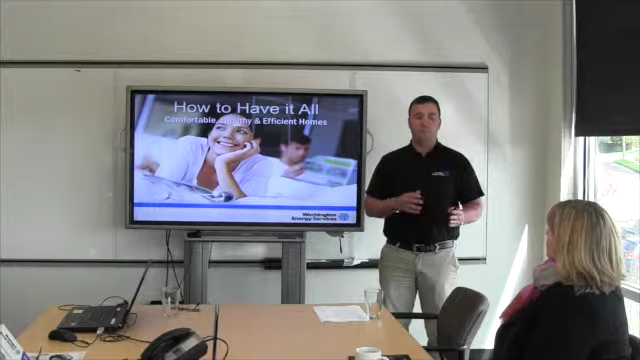 How to Have it All
Comfortable, Healthy & Efficient Homes
Washington
Energy Services